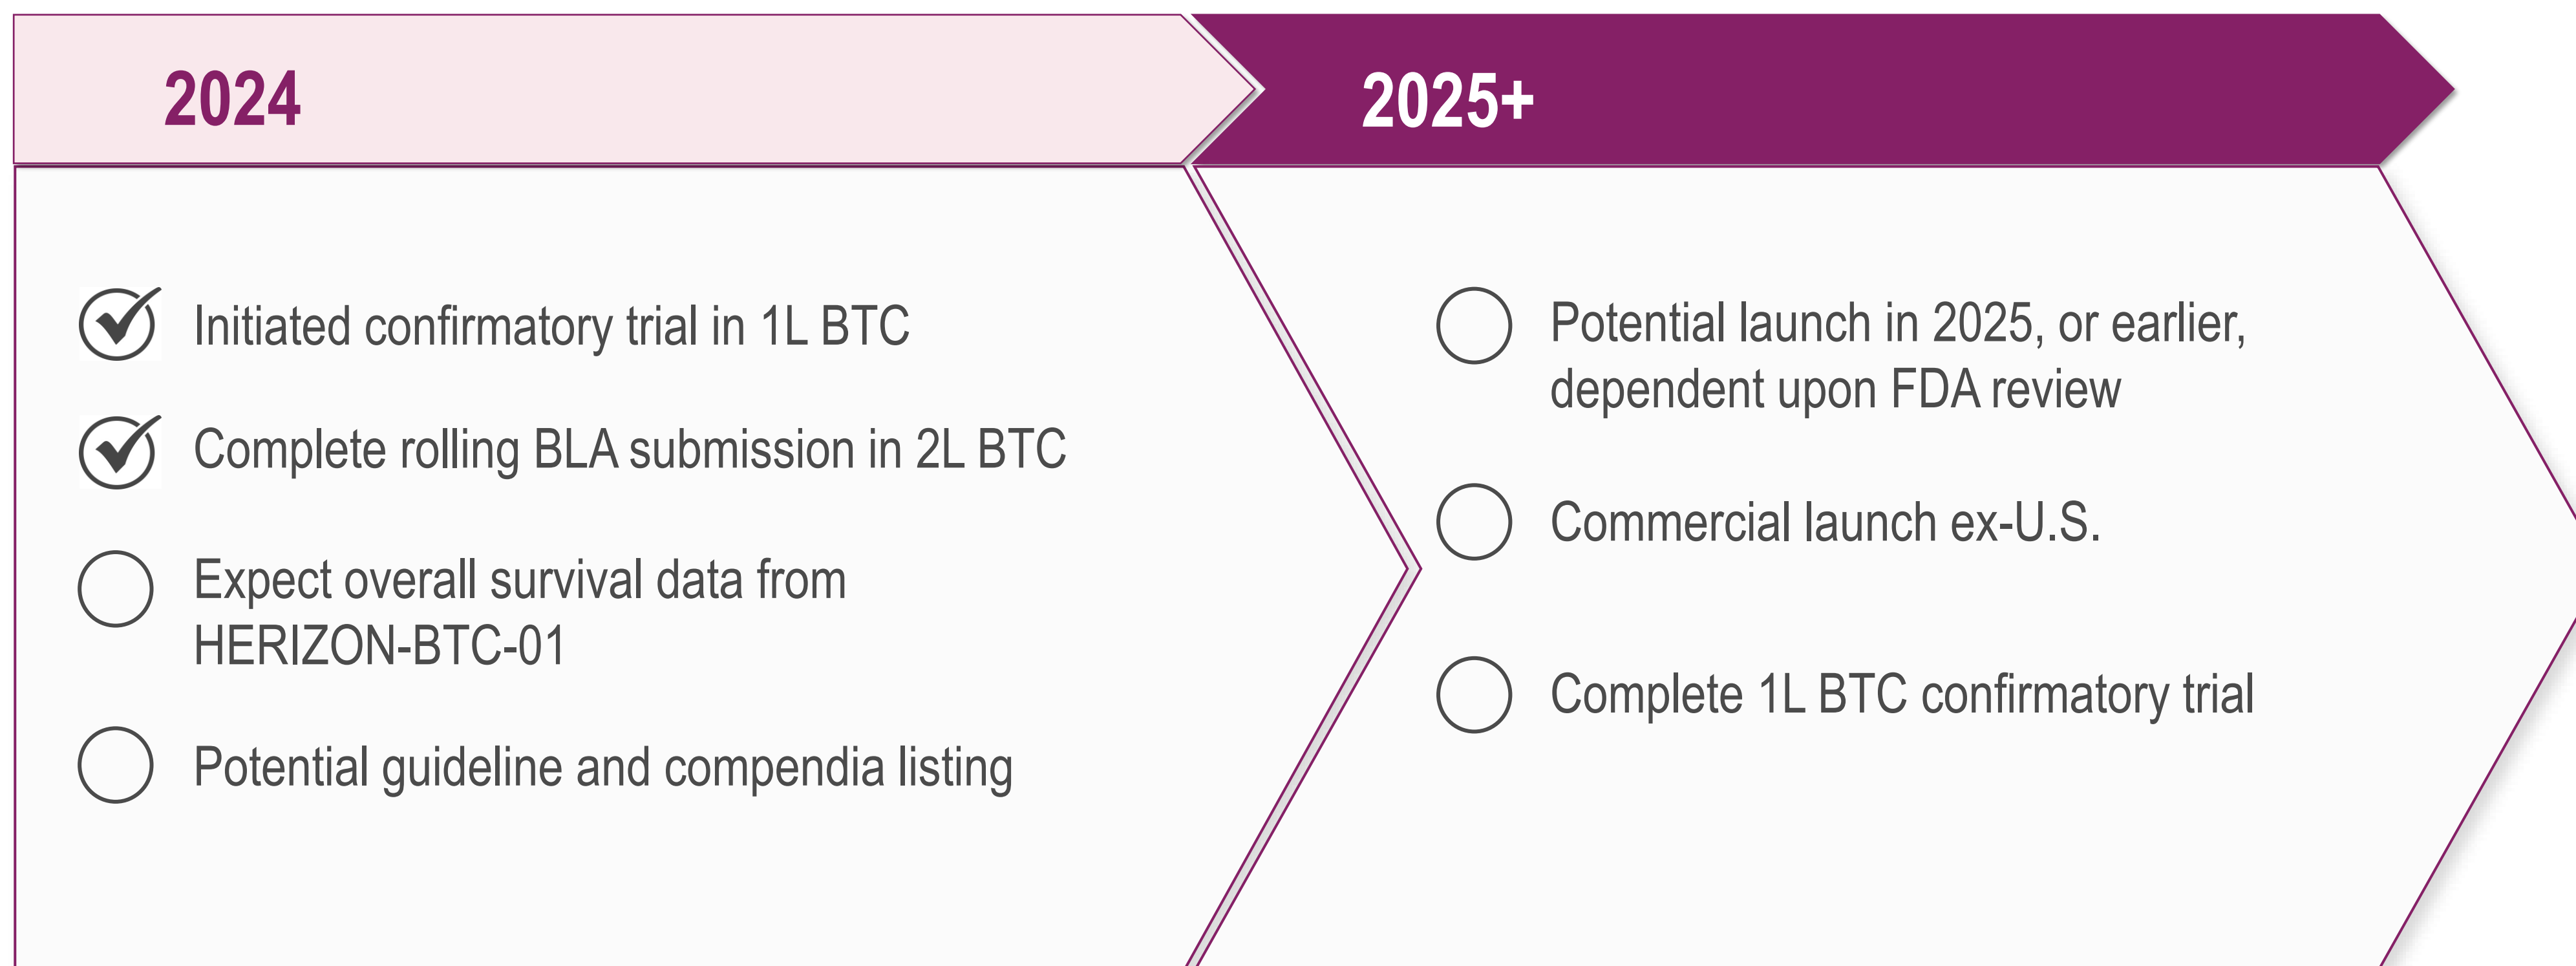 2024
Initiated confirmatory trial in 1L BTC
Complete rolling BLA submission in 2L BTC
Expect overall survival data from
HERIZON-BTC-01
Potential guideline and compendia listing
2025+
Potential launch in 2025, or earlier,
dependent upon FDA review
Commercial launch ex-U.S.
Complete 1L BTC confirmatory trial